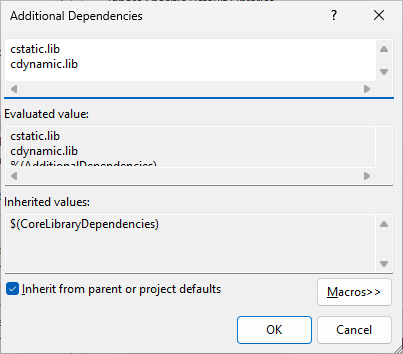 Additional Dependencies
?
cstatic.lib
cdynamic.lib
Evaluated value:
cstatic.lib
cdynamic.lib
%(AdditionalDependencies)
Inherited values:
$(CoreLibraryDependencies)
Inherit from parent or project defaults
Macros>>
OK
Cancel